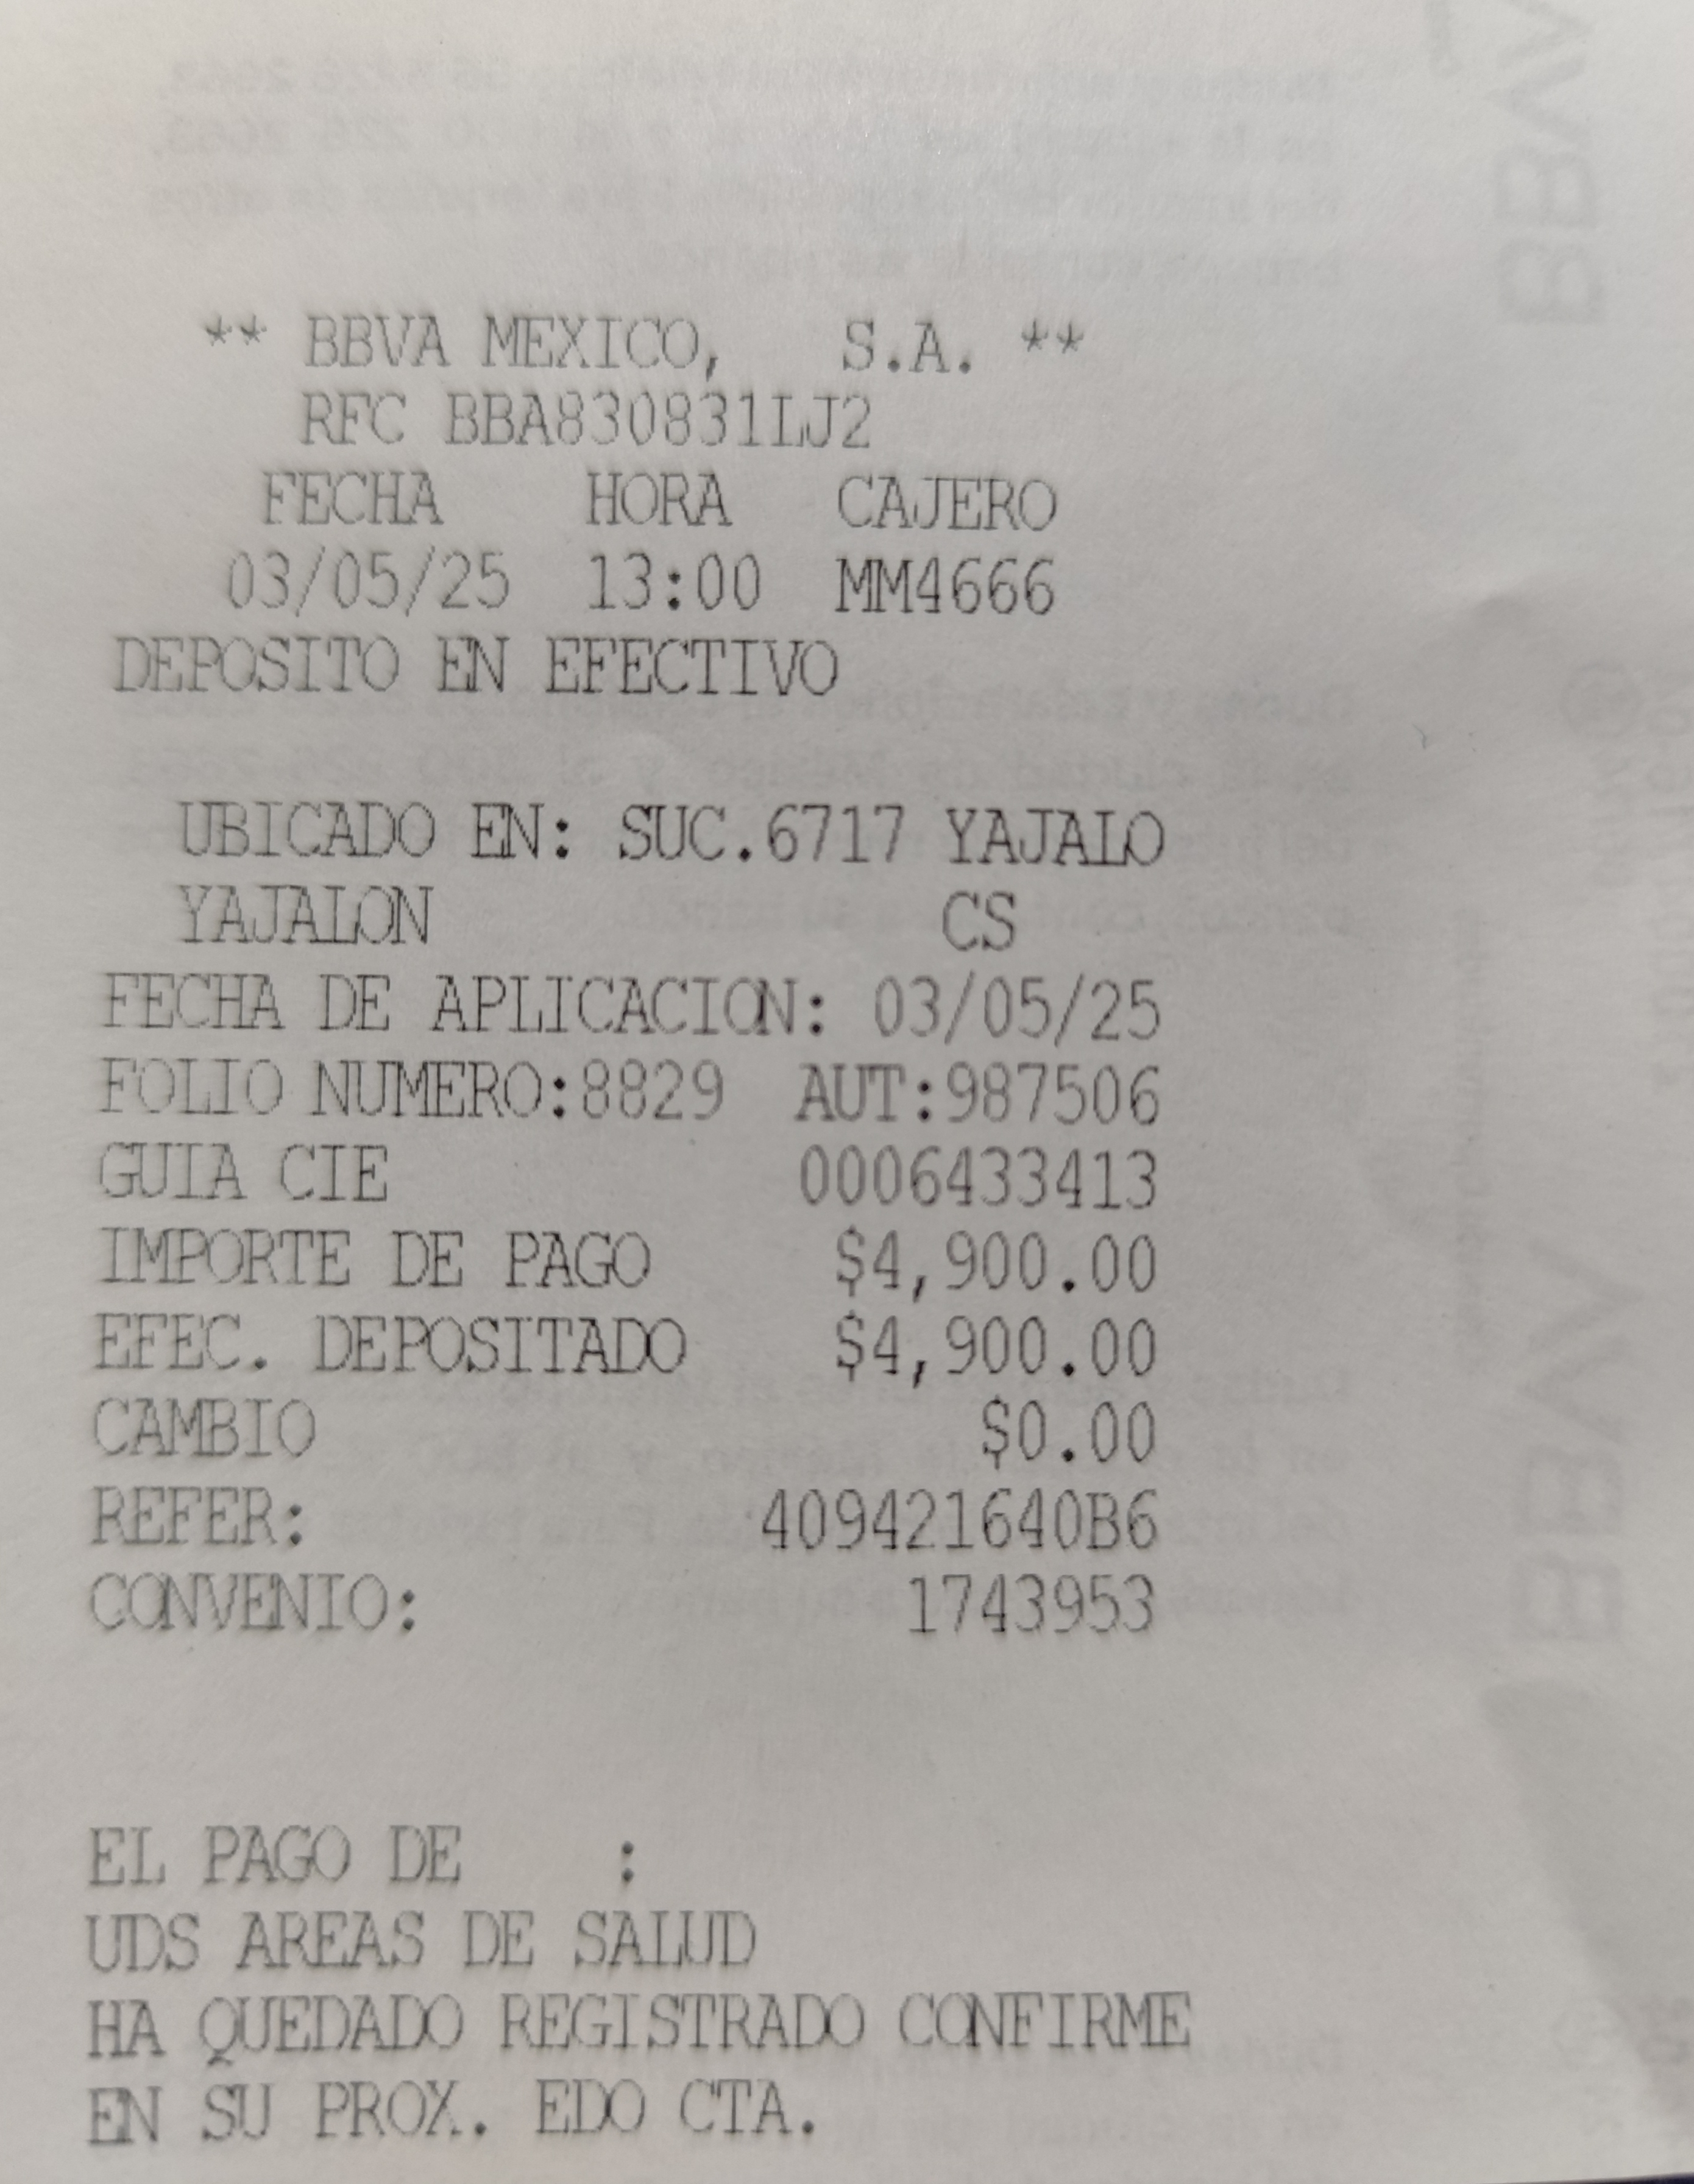 ** BBVA MEXICO, S.A. **
RFC BBA830831LJ2
FECHA HORA CAJERO
03/05/25 13:00 MM4666
DEPOSITO EN EFECTIVO
UBICADO EN: SUC.6717 YAJALO
YAJALON CS
FECHA DE APLICACION: 03/05/25
FOLIO NUMERO:8829 AUT:987506
GUIA CIE 0006433413
IMPORTE DE PAGO $4,900.00
EFEC. DEPOSITADO $4,900.00
CAMBIO $0.00
REFER: 409421640B6
CONVENIO: 1743953
EL PAGO DE :
UDS AREAS DE SALUD
HA QUEDADO REGISTRADO CONFIRME
EN SU PROX. EDO CTA.